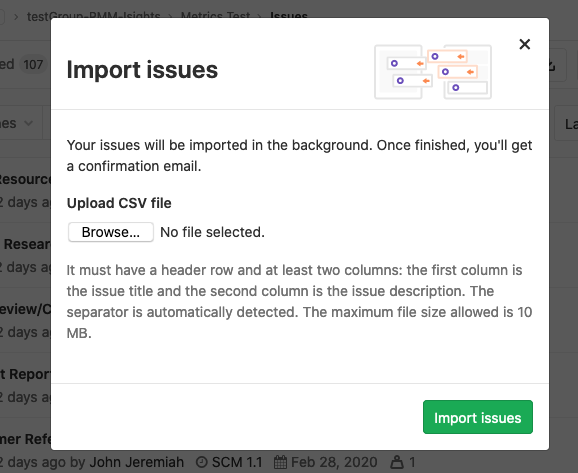 testGroup-PMM-Isights > Metrics Test > Issues
ed 107
Import issues
Your issues will be imported in the background. Once finished, you'll get
a confirmation email.
Upload CSV file
Browse... No file selected.
It must have a header row and at least two columns: the first column is
the issue title and the second column is the issue description. The
separator is automatically detected. The maximum file size allowed is 10
MB.
Import issues
nes
La
Resource
2 days ag
Resear
2 days ag
eview/C
2 days ag
t Report
2 days ag
mer Refe
2 days ago by John Jeremiah SCM 1.1 Feb 28, 2020 1